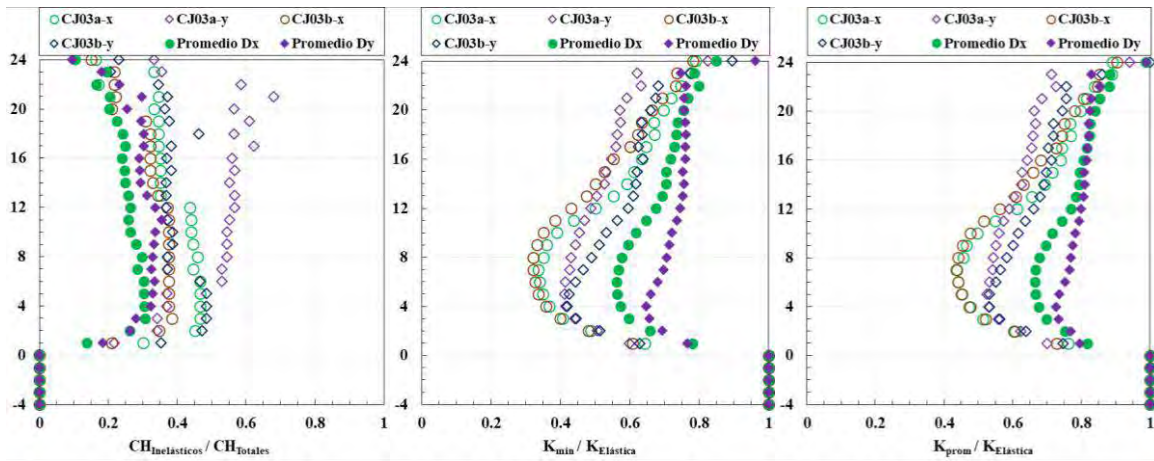 CJ03a-x CJ03a-y CJ03b-x
CJ03b-y Promedio Dx Promedio Dy
24
20
16
12
8
4
0
-4
0 0.2 0.4 0.6 0.8 1
CHInelásticos / CHTotales
CJ03a-x CJ03a-y CJ03b-x
CJ03b-y Promedio Dx Promedio Dy
24
20
16
12
8
4
0
-4
0 0.2 0.4 0.6 0.8 1
Kmin / KElástica
CJ03a-x CJ03a-y CJ03b-x
CJ03b-y Promedio Dx Promedio Dy
24
20
16
12
8
4
0
-4
0 0.2 0.4 0.6 0.8 1
Kprom / KElástica